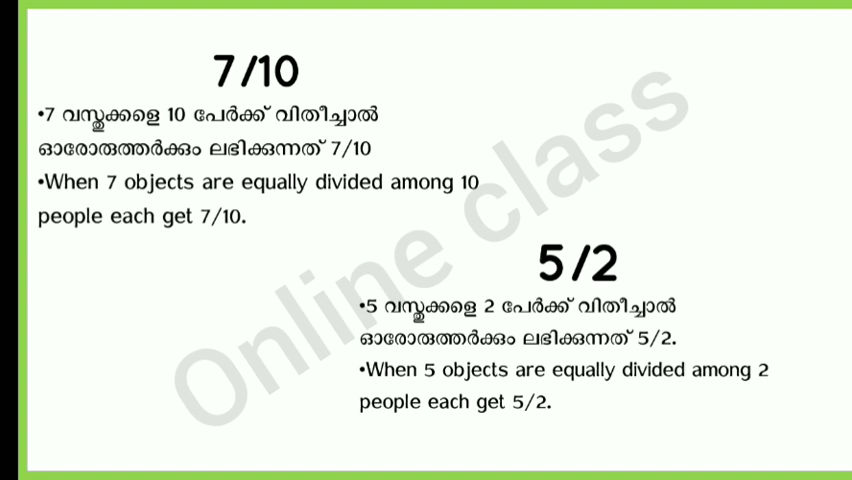 7/10
•7 വസ്തുക്കളെ 10 പേർക്ക് വിതീച്ചാൽ
ഓരോരുത്തർക്കും ലഭിക്കുന്നത് 7/10
•When 7 objects are equally divided among 10
people each get 7/10.
5/2
•5 വസ്തുക്കളെ 2 പേർക്ക് വിതീച്ചാൽ
ഓരോരുത്തർക്കും ലഭിക്കുന്നത് 5/2.
•When 5 objects are equally divided among 2
people each get 5/2.
Online class